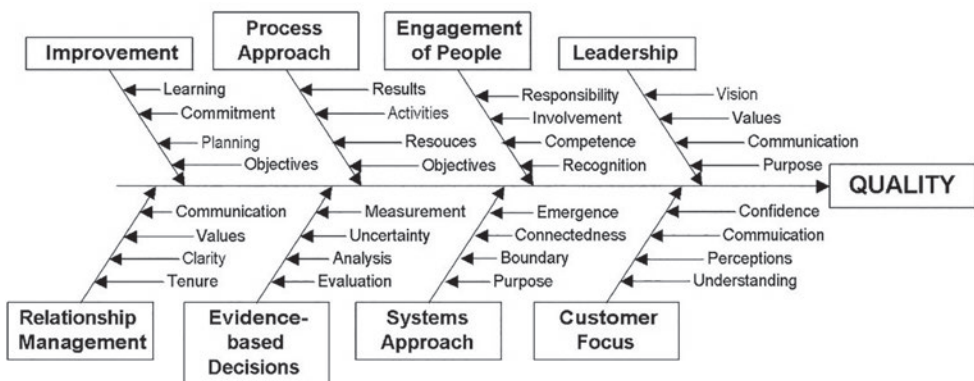 Improvement
Process
Approach
Engagement
of People
Leadership
Learning
Commitment
Planning
Objectives
Results
Activities
Resouces
Objectives
Responsibility
Involvement
Competence
Recognition
Vision
Values
Communication
Purpose
QUALITY
Communication
Values
Clarity
Tenure
Measurement
Uncertainty
Analysis
Evaluation
Emergence
Connectedness
Boundary
Purpose
Confidence
Commuication
Perceptions
Understanding
Relationship
Management
Evidence-
based
Decisions
Systems
Approach
Customer
Focus